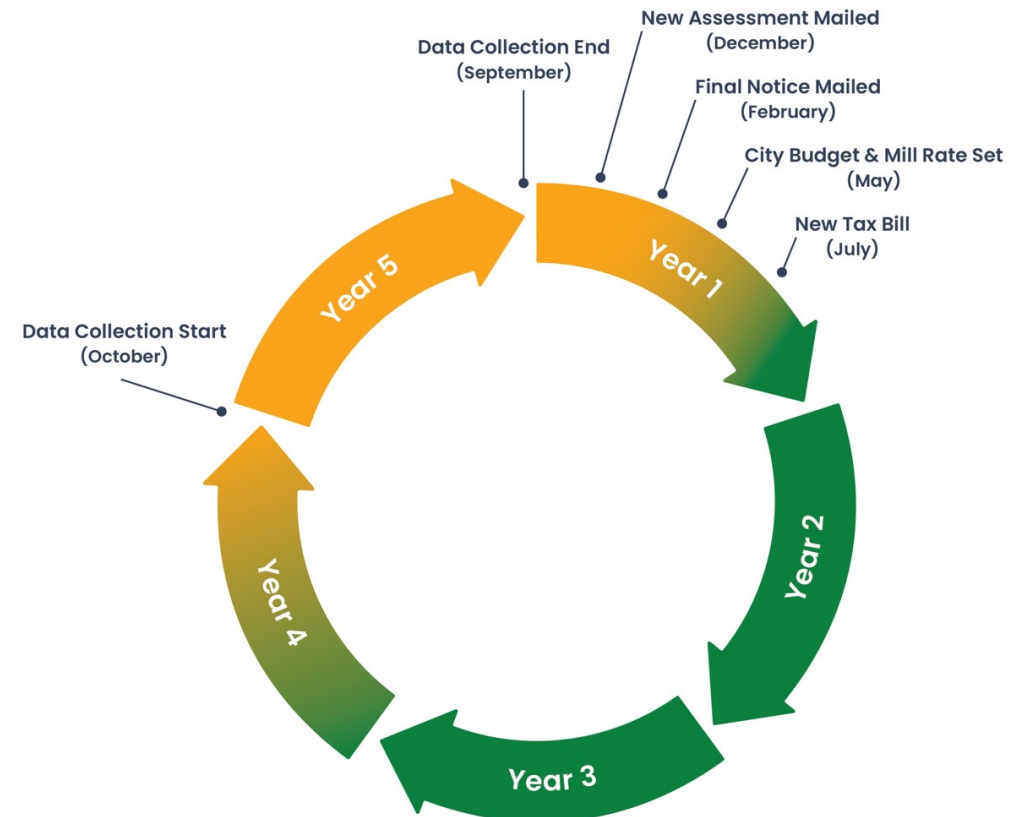 New Assessment Mailed
(December)
Data Collection End
(September)
Final Notice Mailed
(February)
City Budget & Mill Rate Set
(May)
New Tax Bill
(July)
Year 1
Year 5
Data Collection Start
(October)
Year 2
Year 4
Year 3